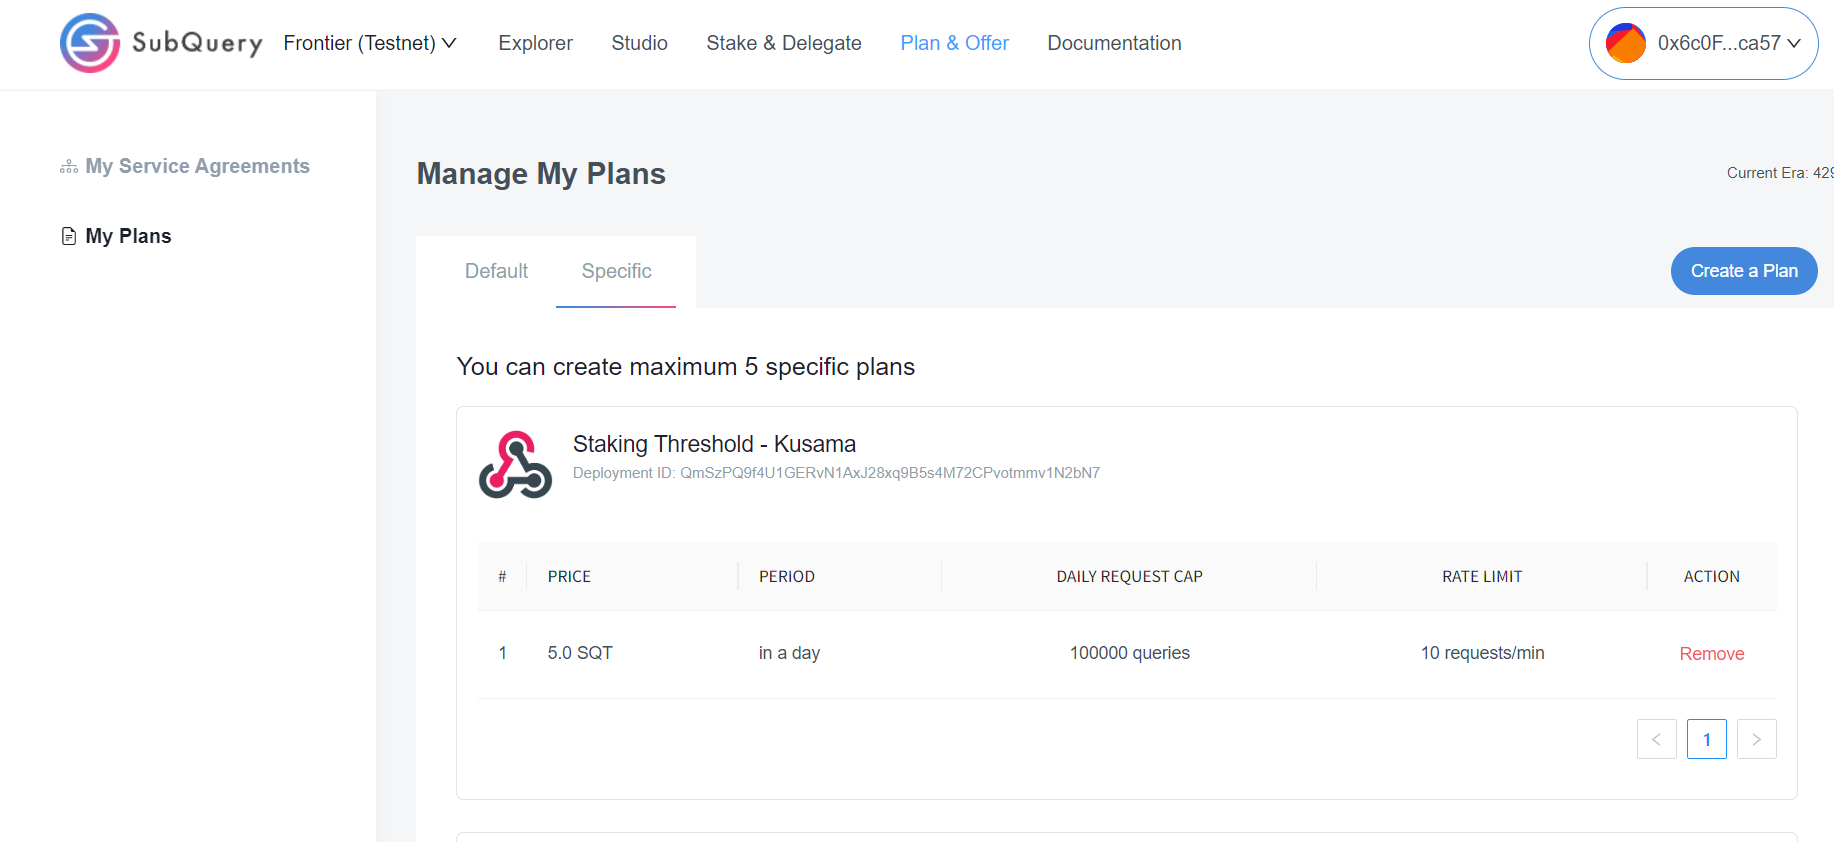 SubQuery Frontier (Testnet) Explorer Studio Stake & Delegate Plan & Offer Documentation 0x6c0F...ca57
My Service Agreements
My Plans
Manage My Plans
Current Era: 429
Default Specific
Create a Plan
You can create maximum 5 specific plans
Staking Threshold - Kusama
Deployment ID: QmSzPQ9f4U1GERvN1AxJ28xq9B5s4M72CPvotmmv1N2bN7
# PRICE PERIOD DAILY REQUEST CAP RATE LIMIT ACTION
1 5.0 SQT in a day 100000 queries 10 requests/min Remove
< 1 >